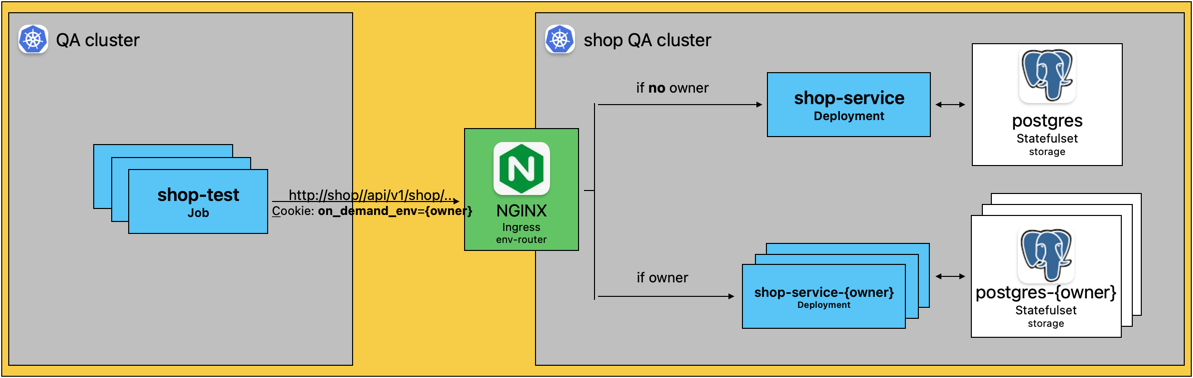 QA cluster
shop-test
Job
http://shop//api/v1/shop/...
Cookie: on_demand_env={owner}
NGINX
Ingress
env-router
shop QA cluster
if no owner
shop-service
Deployment
postgres
Statefulset
storage
if owner
shop-service-{owner}
Deployment
postgres-{owner}
Statefulset
storage